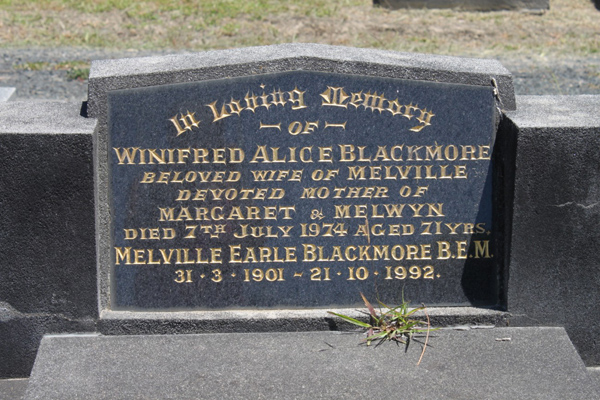 In Loving Memory
— OF —
WINIFRED ALICE BLACKMORE
BELOVED WIFE OF MELVILLE
DEVOTED MOTHER OF
MARGARET & MELWYN
DIED 7TH JULY 1974 AGED 71 YRS.
MELVILLE EARLE BLACKMORE B.E.M.
31 · 3 · 1901 ~ 21 · 10 · 1992.